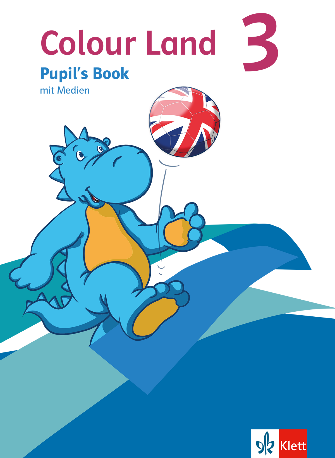 Colour Land 3
Pupil's Book
mit Medien
Klett